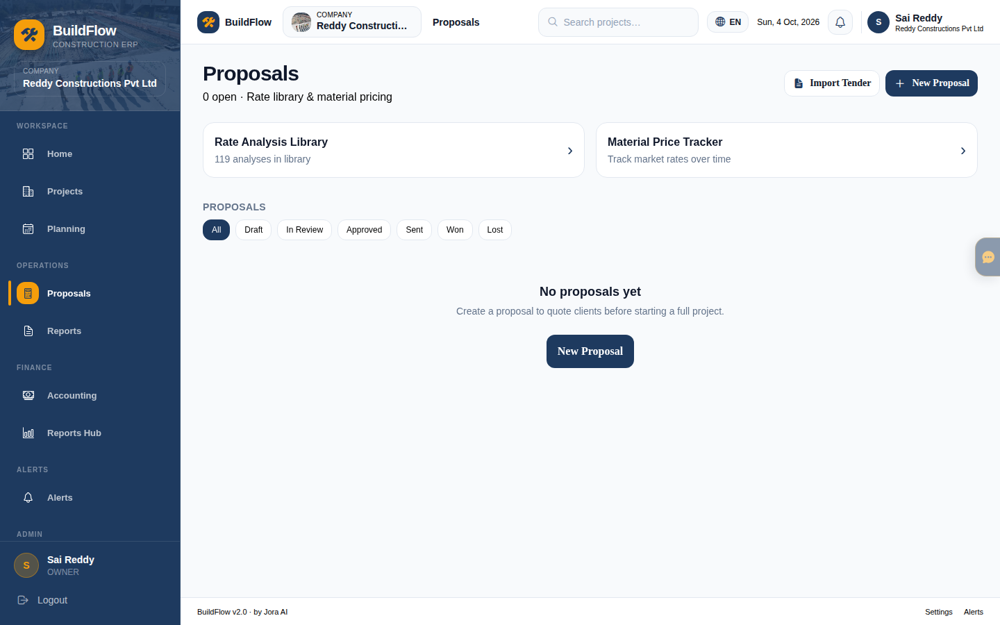 BuildFlow
CONSTRUCTION ERP
COMPANY
Reddy Constructions Pvt Ltd
WORKSPACE
Home
Projects
Planning
OPERATIONS
Proposals
Reports
FINANCE
Accounting
Reports Hub
ALERTS
Alerts
ADMIN
S
Sai Reddy
OWNER
Logout
BuildFlow
COMPANY
Reddy Constructi…
Proposals
Search projects…
EN
Sun, 4 Oct, 2026
S
Sai Reddy
Reddy Constructions Pvt Ltd
Proposals
0 open · Rate library & material pricing
Import Tender
New Proposal
Rate Analysis Library
119 analyses in library
Material Price Tracker
Track market rates over time
PROPOSALS
All
Draft
In Review
Approved
Sent
Won
Lost
No proposals yet
Create a proposal to quote clients before starting a full project.
New Proposal
BuildFlow v2.0 · by Jora AI
Settings
Alerts